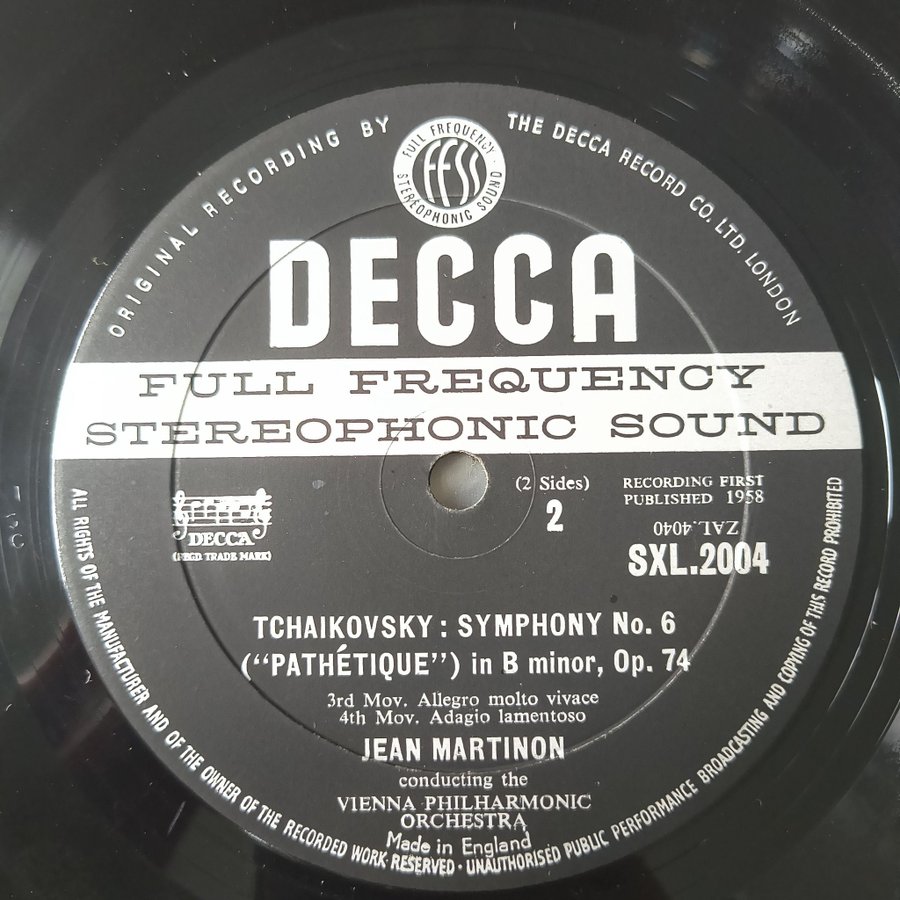 ORIGINAL RECORDING BY
THE DECCA RECORD CO. LTD. LONDON
FULL FREQUENCY
STEREOPHONIC SOUND
FFSS
DECCA
FULL FREQUENCY
STEREOPHONIC SOUND
(2 Sides)
2
RECORDING FIRST
PUBLISHED 1958
ZAL.4040
SXL.2004
DECCA
(REGD. TRADE MARK)
TCHAIKOVSKY : SYMPHONY No. 6
(“PATHÉTIQUE”) in B minor, Op. 74
3rd Mov. Allegro molto vivace
4th Mov. Adagio lamentoso
JEAN MARTINON
conducting the
VIENNA PHILHARMONIC
ORCHESTRA
Made in England
ALL RIGHTS OF THE MANUFACTURER AND OF THE OWNER OF THE RECORDED WORK RESERVED · UNAUTHORISED PUBLIC PERFORMANCE BROADCASTING AND COPYING OF THIS RECORD PROHIBITED